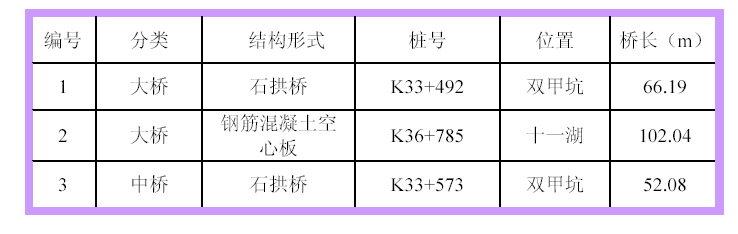 编号 分类 结构形式 桩号 位置 桥长（m）
1 大桥 石拱桥 K33+492 双甲坑 66.19
2 大桥 钢筋混凝土空心板 K36+785 十一湖 102.04
3 中桥 石拱桥 K33+573 双甲坑 52.08